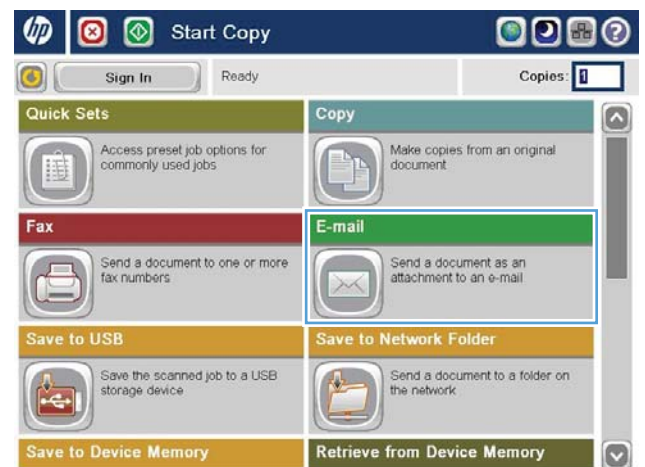 hp
Start Copy
?
Sign In
Ready
Copies: 1
Quick Sets
Access preset job options for
commonly used jobs
Copy
Make copies from an original
document
Fax
Send a document to one or more
fax numbers
E-mail
Send a document as an
attachment to an e-mail
Save to USB
Save the scanned job to a USB
storage device
Save to Network Folder
Send a document to a folder on
the network
Save to Device Memory
Retrieve from Device Memory